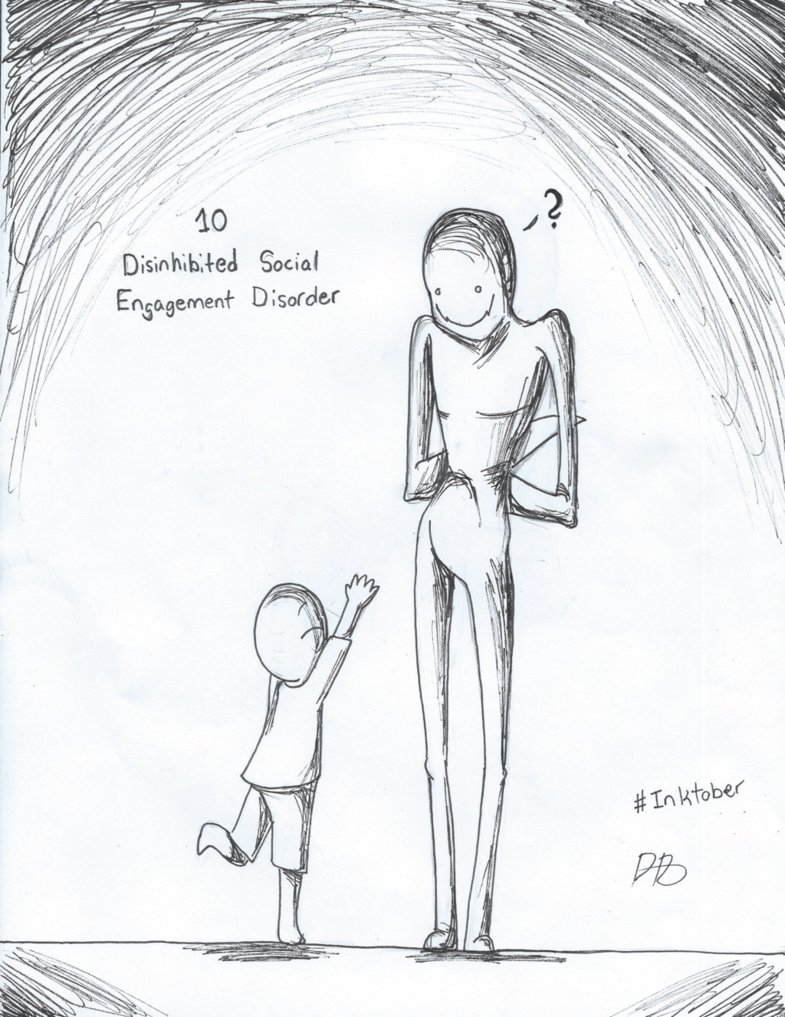 ?
10
Disinhibited Social
Engagement Disorder
#Inktober